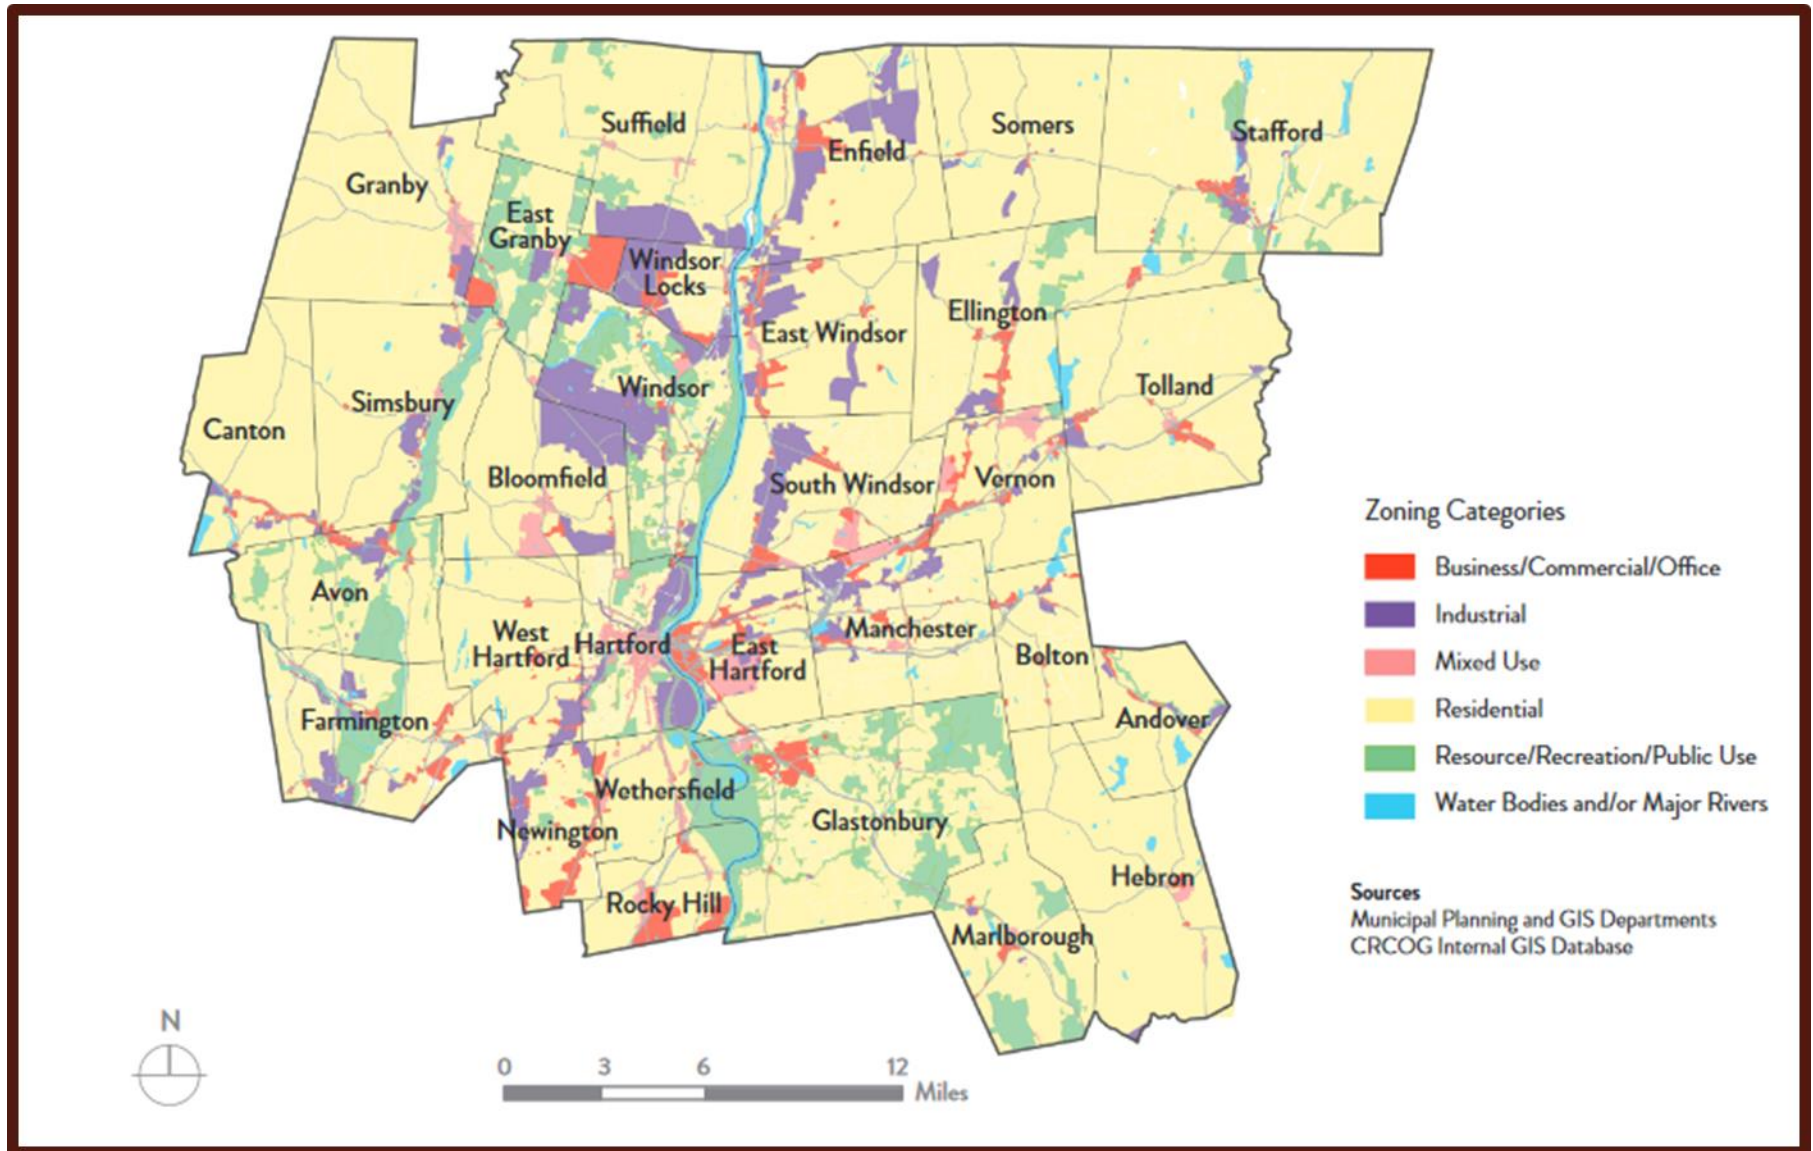 Suffield
Enfield
Somers
Stafford
Granby
East
Granby
Windsor
Locks
East Windsor
Ellington
Windsor
Tolland
Simsbury
Canton
Bloomfield
South Windsor
Vernon
Avon
West
Hartford
Hartford
East
Hartford
Manchester
Bolton
Andover
Farmington
Wethersfield
Newington
Glastonbury
Hebron
Rocky Hill
Marlborough
Zoning Categories
Business/Commercial/Office
Industrial
Mixed Use
Residential
Resource/Recreation/Public Use
Water Bodies and/or Major Rivers
Sources
Municipal Planning and GIS Departments
CRCOG Internal GIS Database
N
0 3 6 12
Miles